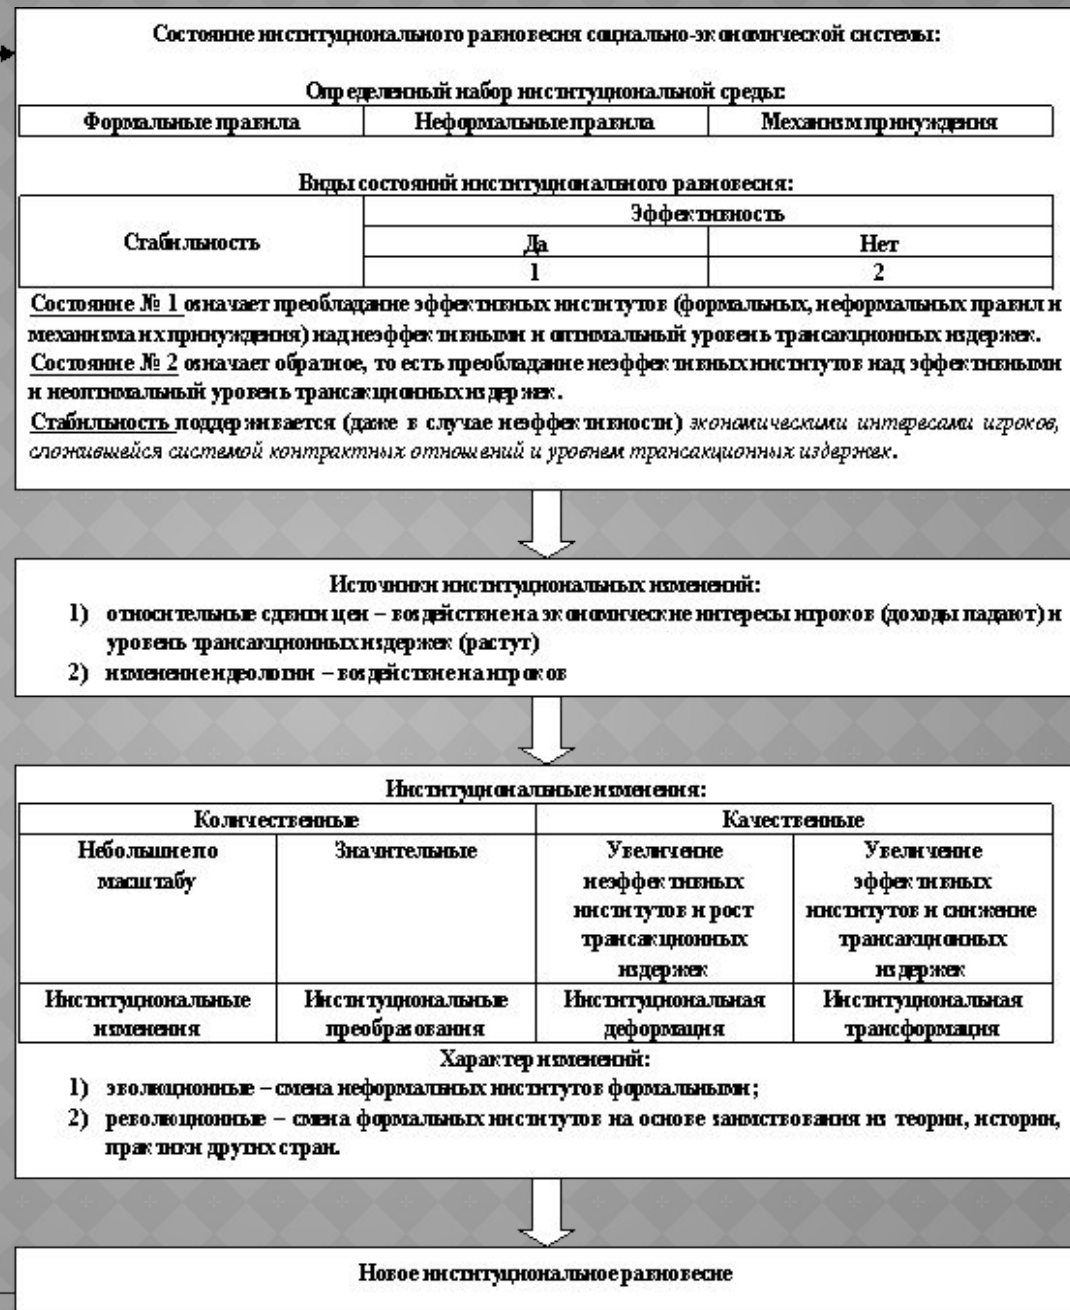 Состояние институционального равновесия социально-экономической системы:
Определенный набор институциональной среды:
Формальные правила Неформальные правила Механизм принуждения
Виды состояний институционального равновесия:
Эффективность
Стабильность Да Нет
1 2
Состояние № 1 означает преобладание эффективных институтов (формальных, неформальных правил и
механизма их принуждения) над неэффективными и оптимальный уровень трансакционных издержек.
Состояние № 2 означает обратное, то есть преобладание неэффективных институтов над эффективными
и неоптимальный уровень трансакционных издержек.
Стабильность поддерживается (даже в случае неэффективности) экономическими интересами игроков,
сложившейся системой контрактных отношений и уровнем трансакционных издержек.
Источники институциональных изменений:
1) относительные сдвиги цен – воздействие на экономические интересы игроков (доходы падают) и
уровень трансакционных издержек (растут)
2) изменение идеологии – воздействие на игроков
Институциональные изменения:
Количественные Качественные
Небольшие по Значительные Увеличение Увеличение
масштабу неэффективных эффективных
институтов и рост институтов и снижение
трансакционных трансакционных
издержек издержек
Институциональные Институциональные Институциональная Институциональная
изменения преобразования деформация трансформация
Характер изменений:
1) эволюционные – смена неформальных институтов формальными;
2) революционные – смена формальных институтов на основе заимствования из теории, истории,
практики других стран.
Новое институциональное равновесие